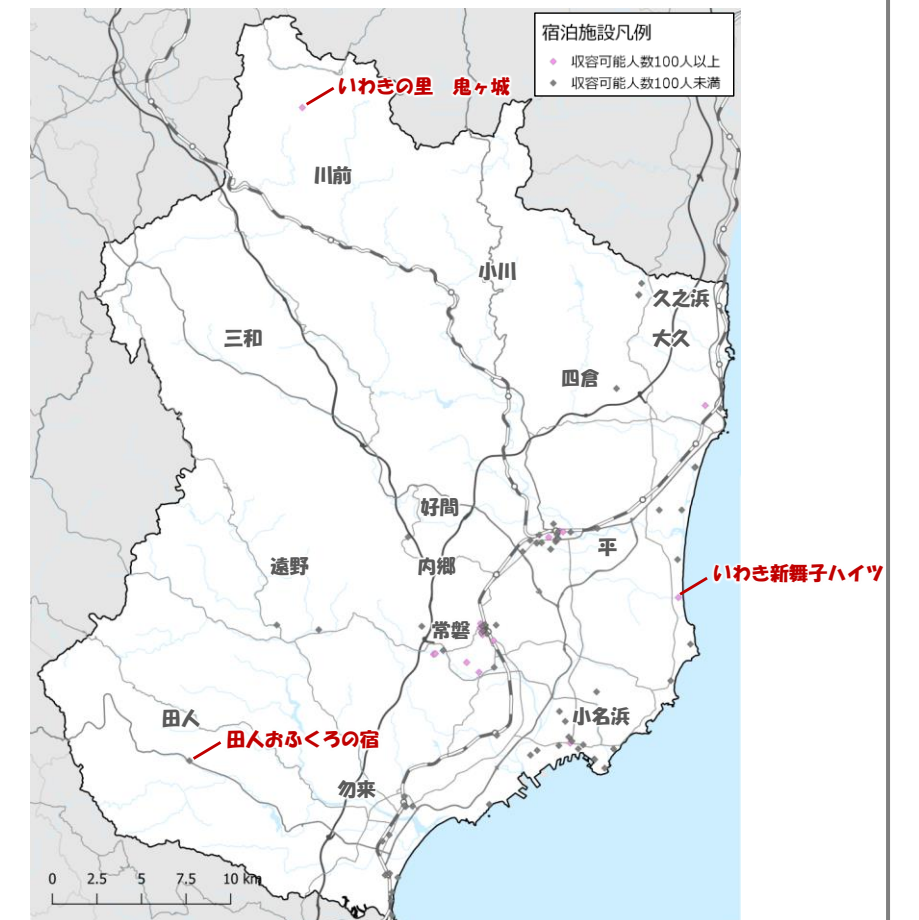 宿泊施設凡例
収容可能人数100人以上
収容可能人数100人未満
いわきの里 鬼ヶ城
川前
小川
久之浜
大久
三和
四倉
好間
平
遠野
内郷
いわき新舞子ハイツ
常磐
田人
小名浜
田人おふくろの宿
勿来
0 2.5 5 7.5 10 km